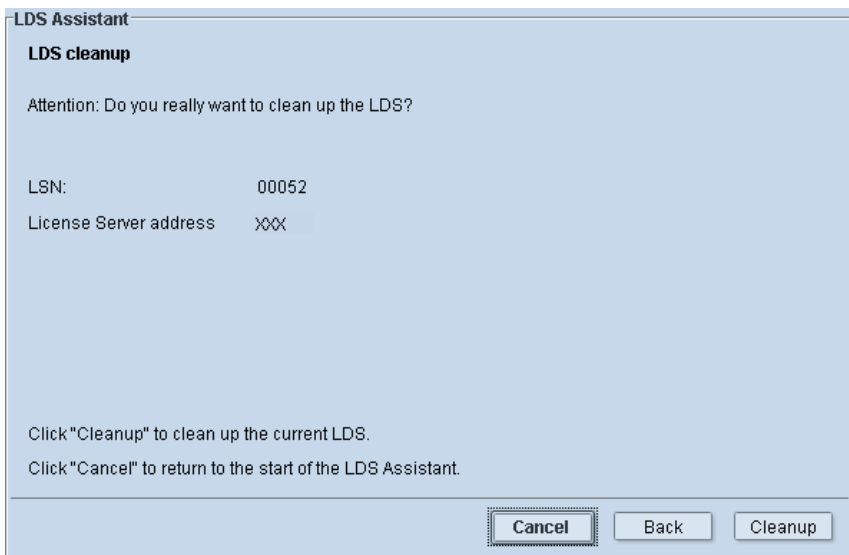 LDS Assistant
LDS cleanup
Attention: Do you really want to clean up the LDS?
LSN: 00052
License Server address XXX
Click "Cleanup" to clean up the current LDS.
Click "Cancel" to return to the start of the LDS Assistant.
Cancel Back Cleanup